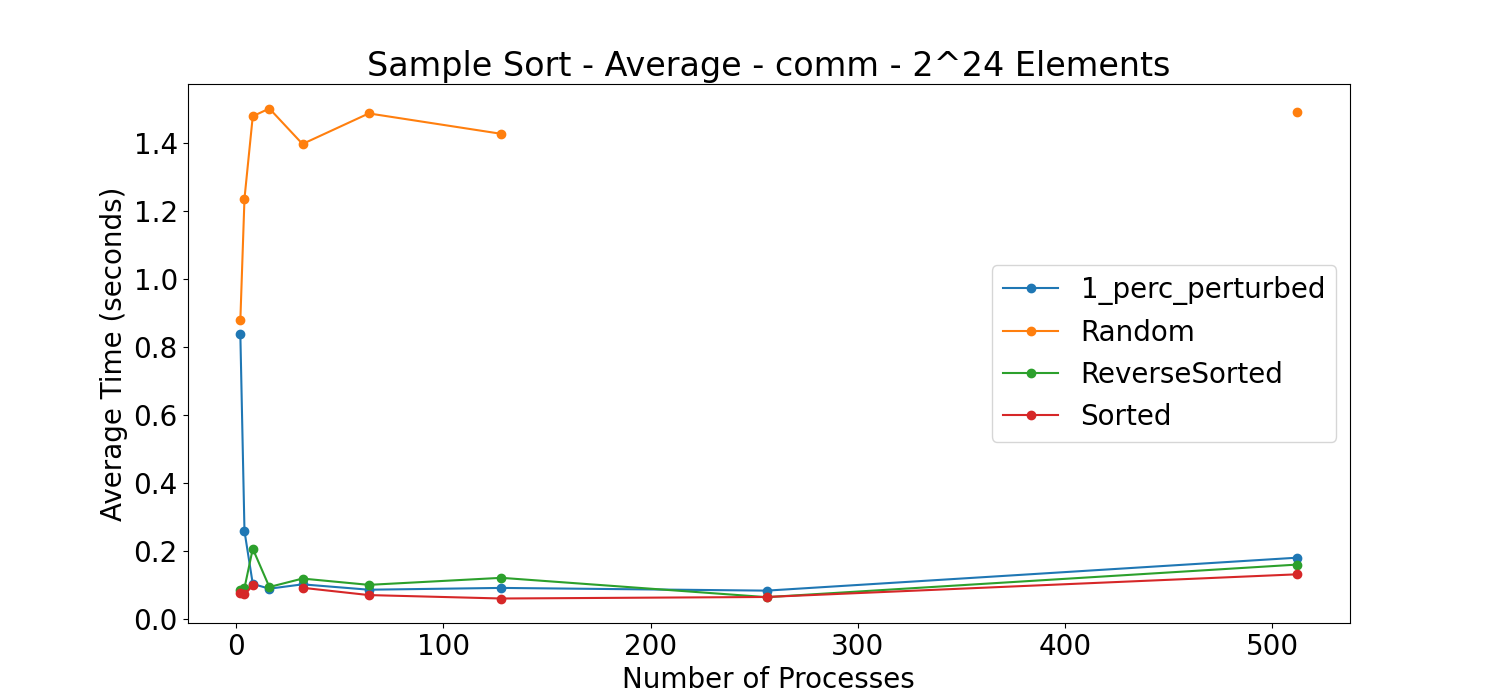 Sample Sort - Average - comm - 2^24 Elements
Average Time (seconds)
1.4
1.2
1.0
0.8
0.6
0.4
0.2
0.0
1_perc_perturbed
Random
ReverseSorted
Sorted
0 100 200 300 400 500
Number of Processes